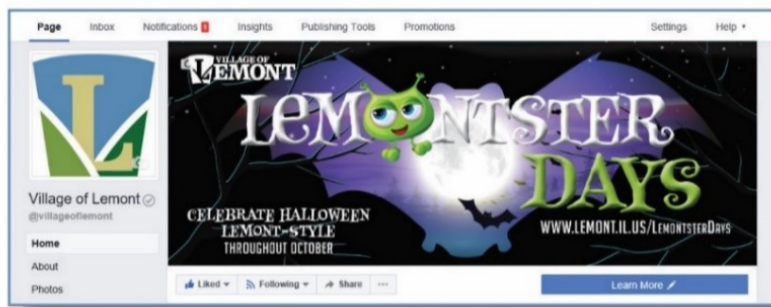 Page Inbox Notifications 1 Insights Publishing Tools Promotions Settings Help
VILLAGE OF
LEMONT
LEMONTSTER
DAYS
CELEBRATE HALLOWEEN
LEMONT-STYLE
THROUGHOUT OCTOBER
WWW.LEMONT.IL.US/LEMONTSTERDAYS
L
Village of Lemont
@villageoflemont
Home
About
Photos
Liked Following Share ...
Learn More